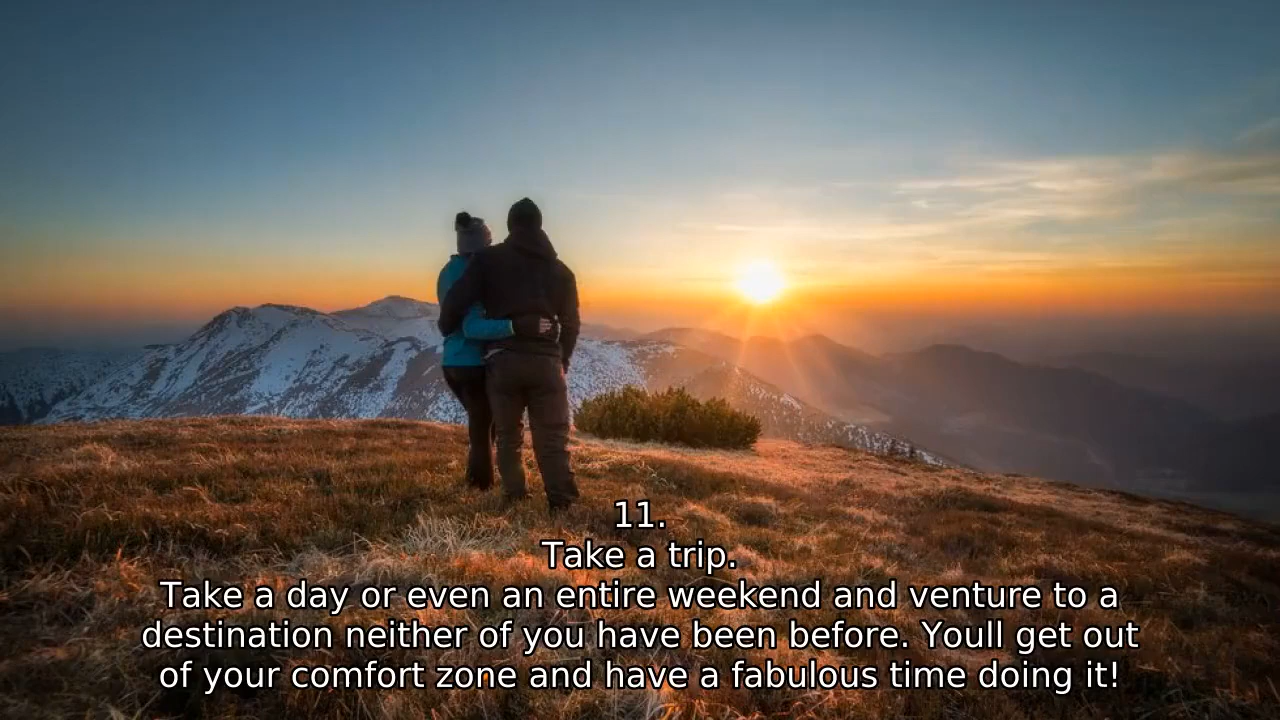 11.
Take a trip.
Take a day or even an entire weekend and venture to a
destination neither of you have been before. Youll get out
of your comfort zone and have a fabulous time doing it!